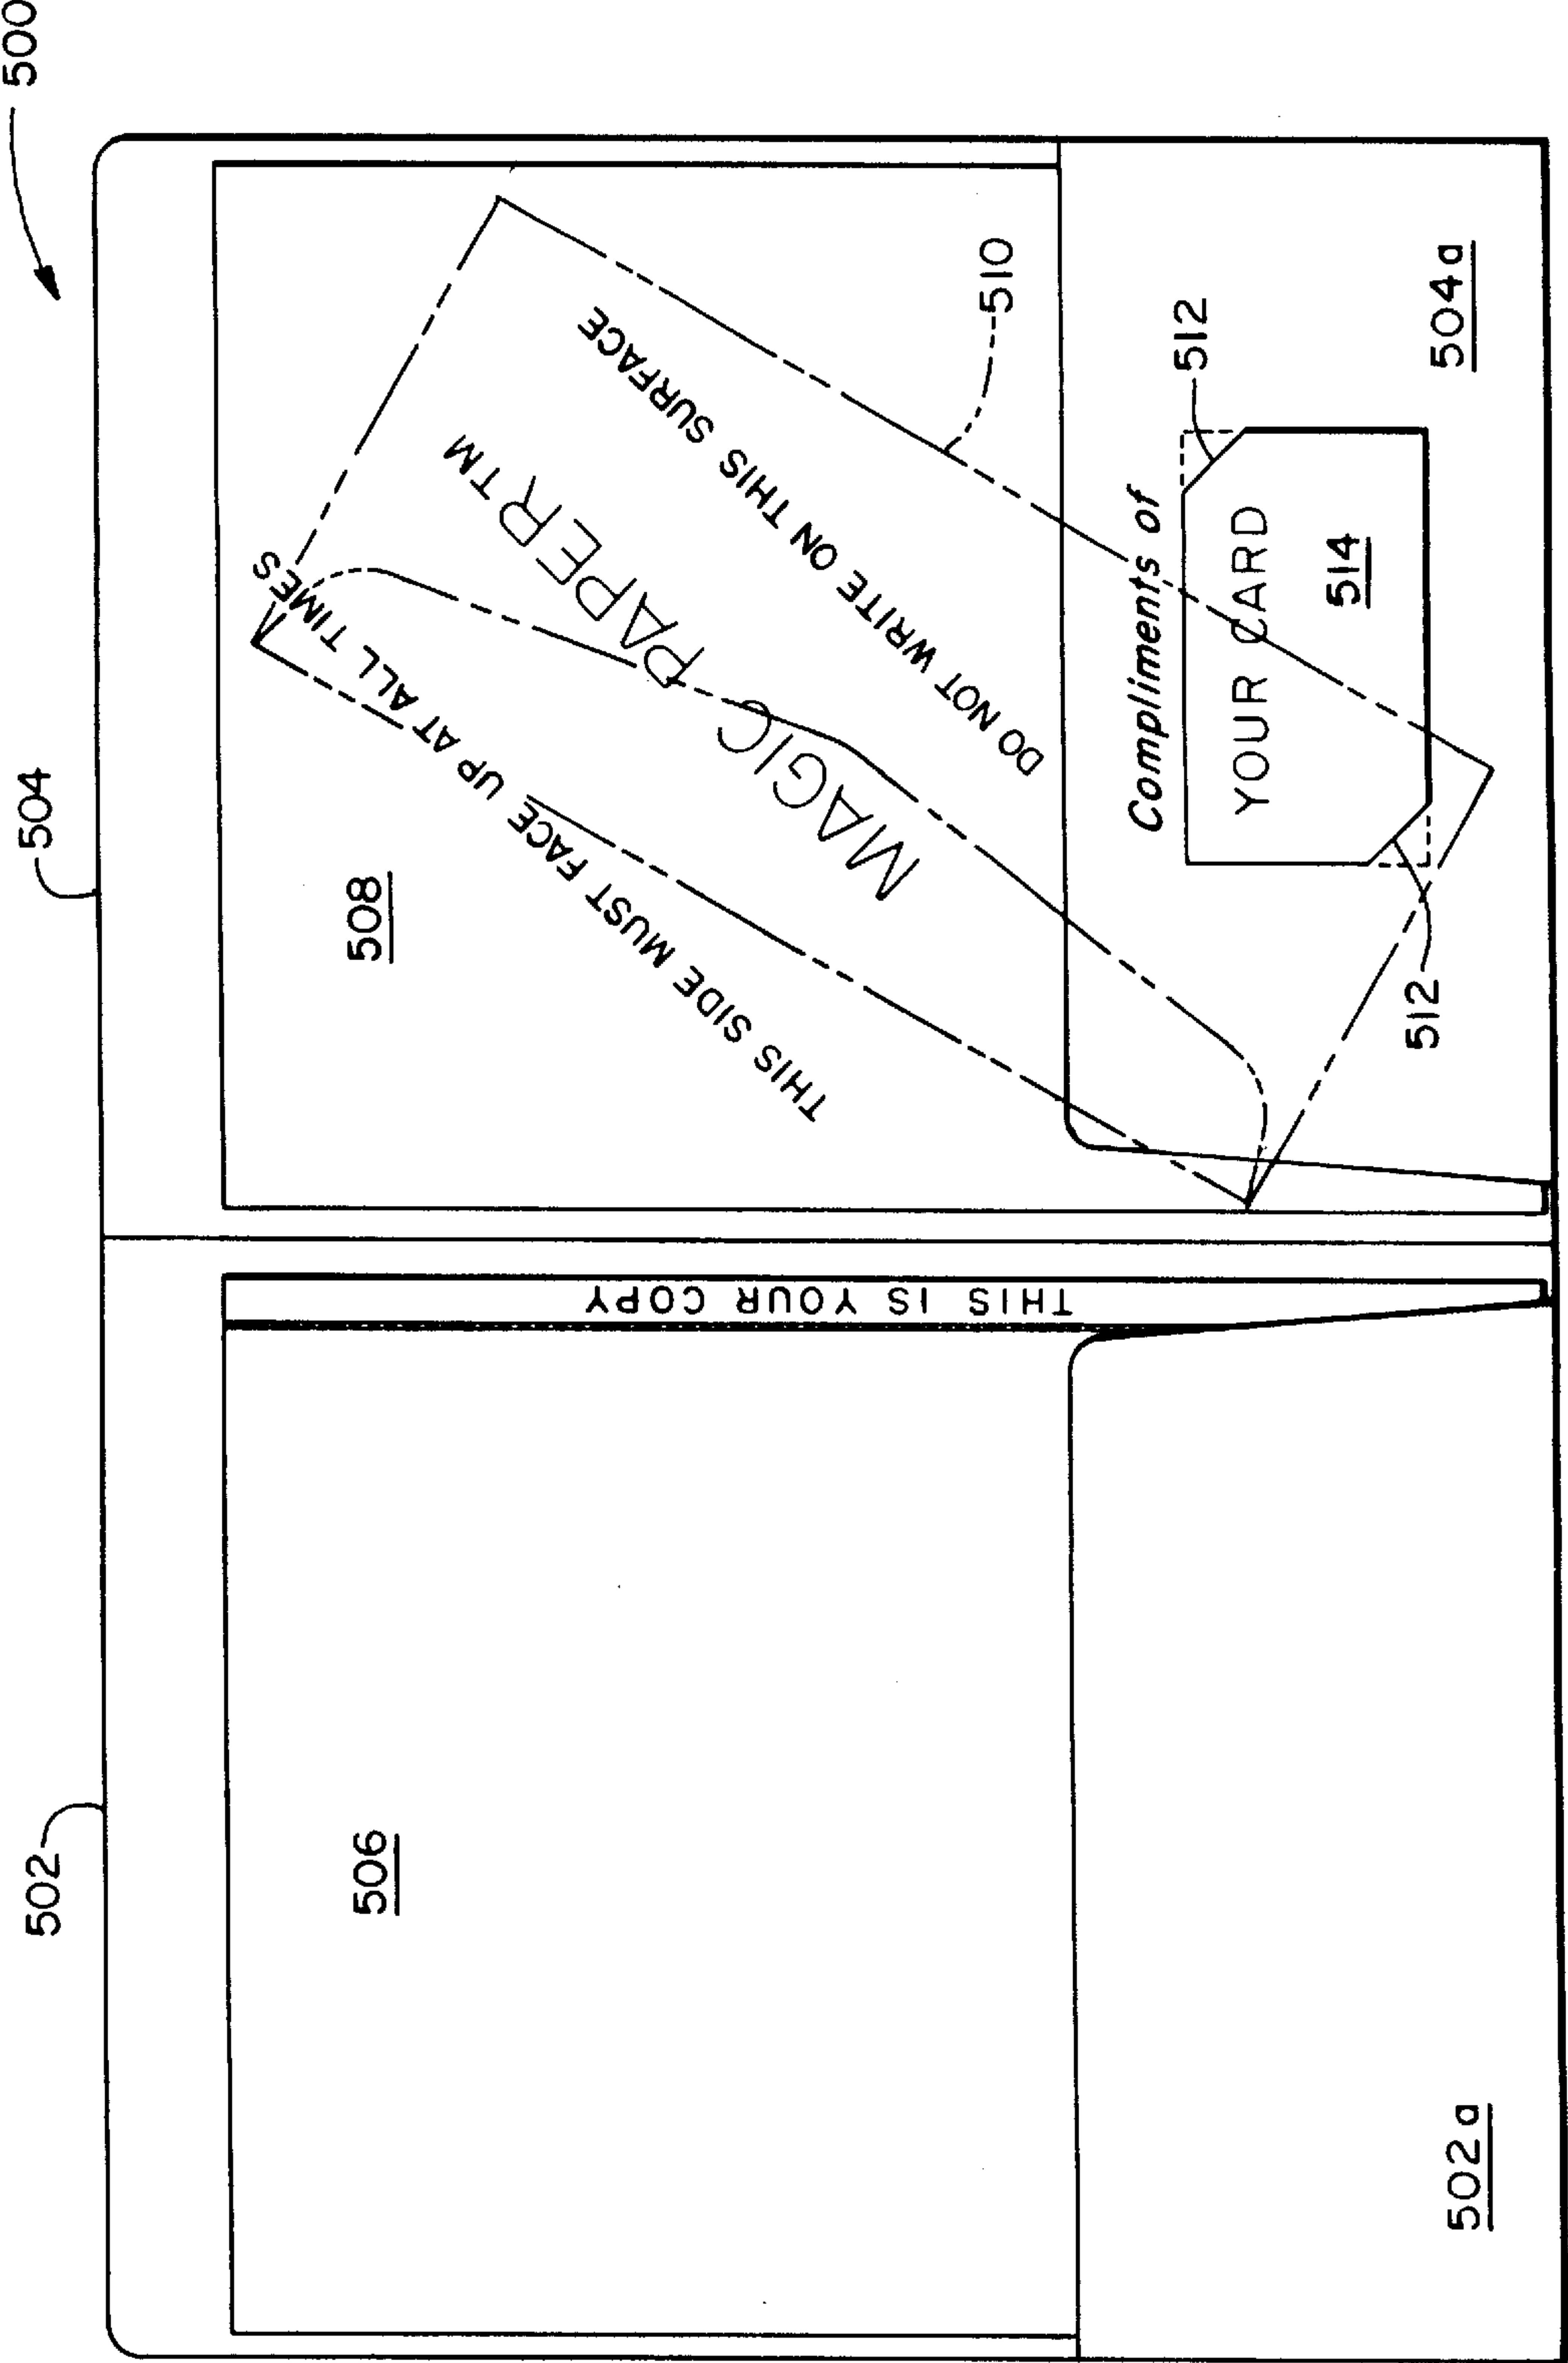 500
502
504
506
508
THIS IS YOUR COPY
THIS SIDE MUST FACE UP AT ALL TIMES
MAGIC PAPER TM
DO NOT WRITE ON THIS SURFACE
510
Compliments of
512
YOUR CARD
514
512
502a
504a